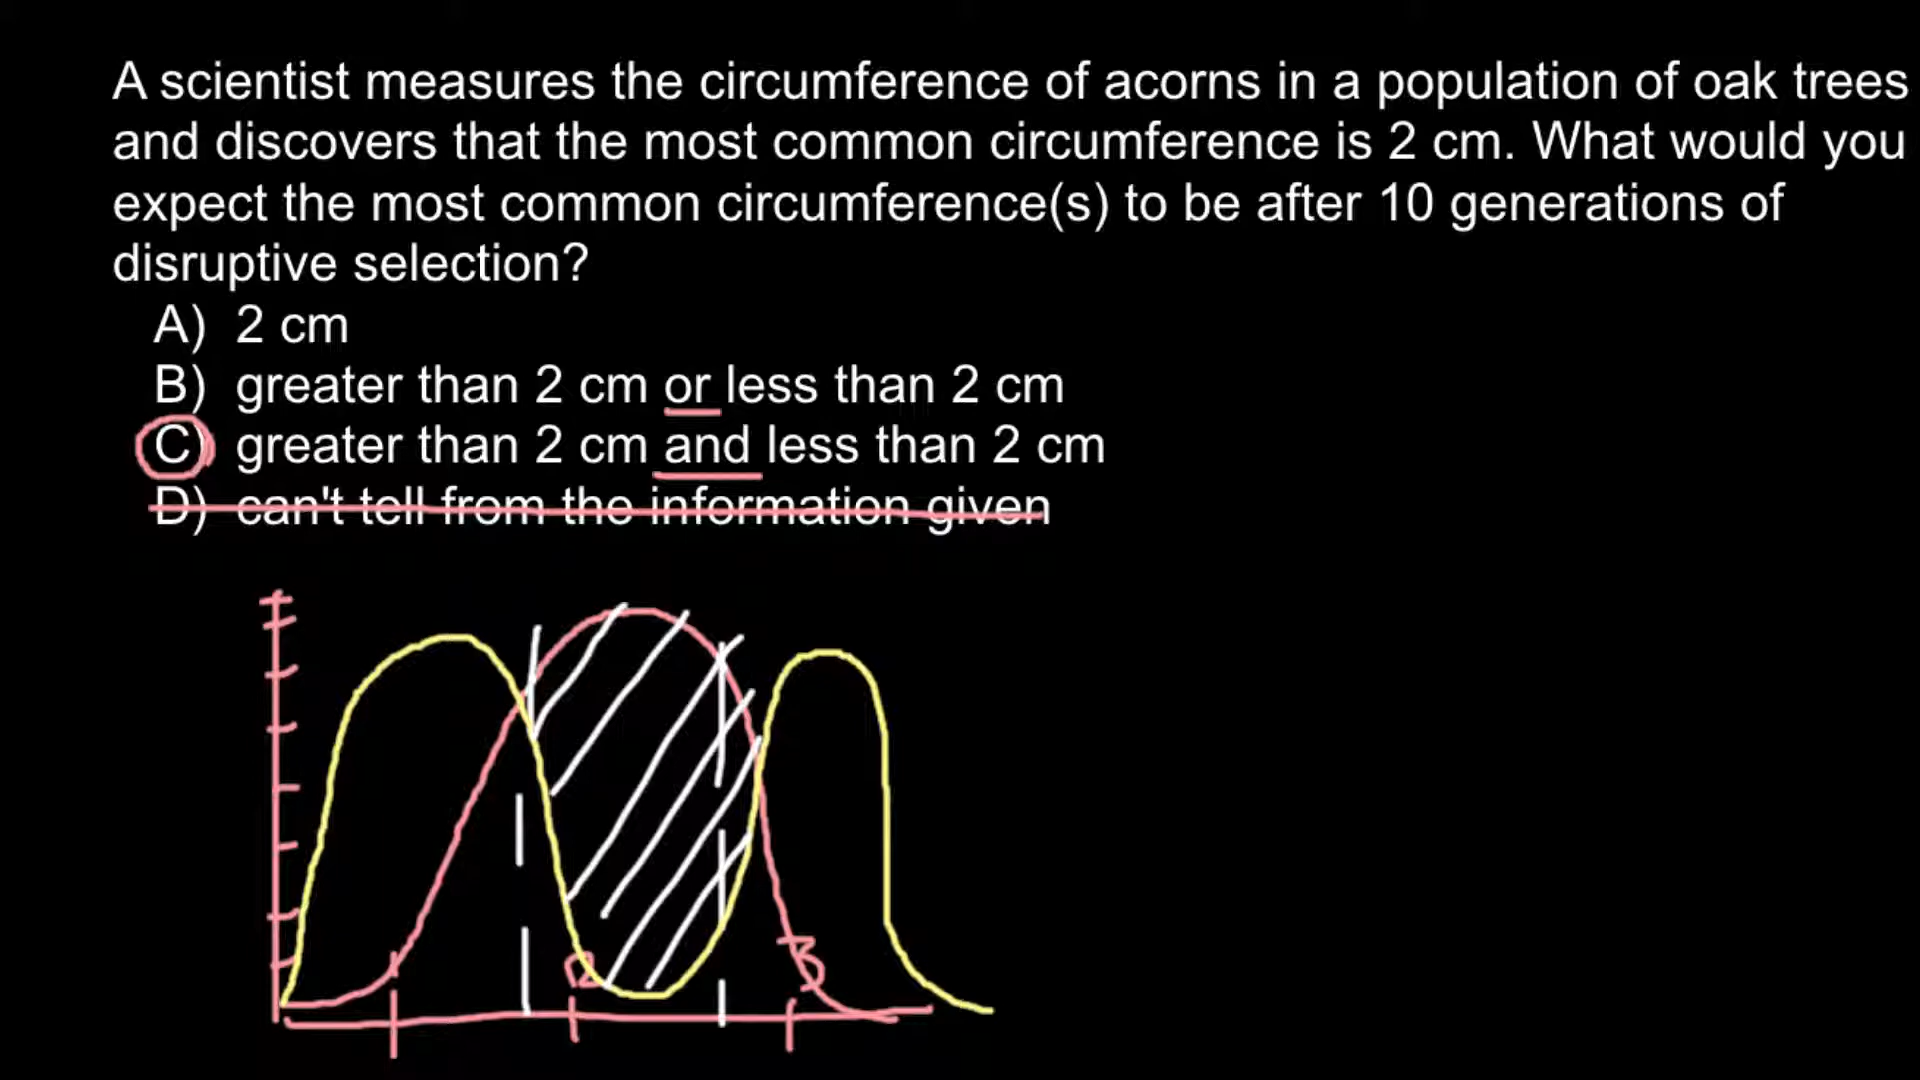 A scientist measures the circumference of acorns in a population of oak trees
and discovers that the most common circumference is 2 cm. What would you
expect the most common circumference(s) to be after 10 generations of
disruptive selection?
A) 2 cm
B) greater than 2 cm or less than 2 cm
C) greater than 2 cm and less than 2 cm
D) can't tell from the information given
2 3